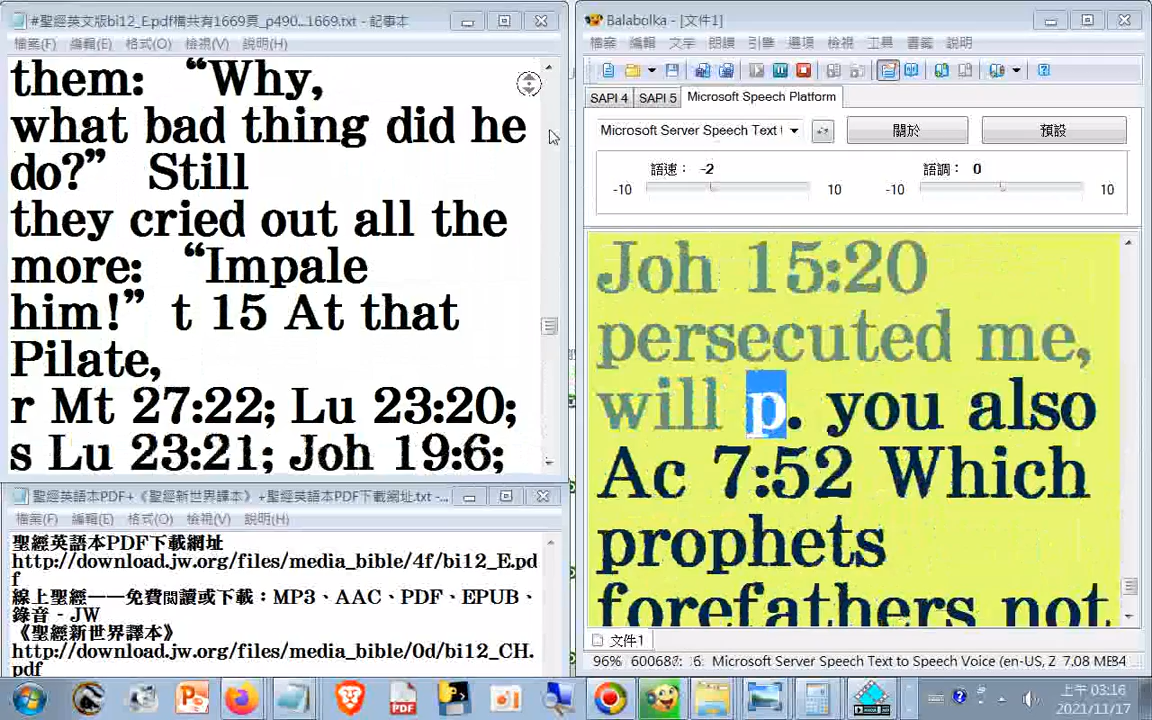 #聖經英文版bi12_E.pdf檔共有1669頁_p490...1669.txt - 記事本
檔案(F) 編輯(E) 格式(O) 檢視(V) 說明(H)
them: “Why,
what bad thing did he
do?” Still
they cried out all the
more: “Impale
him!” t 15 At that
Pilate,
r Mt 27:22; Lu 23:20;
s Lu 23:21; Joh 19:6;
聖經英語本PDF+《聖經新世界譯本》+聖經英語本PDF下載網址.txt -...
檔案(F) 編輯(E) 格式(O) 檢視(V) 說明(H)
聖經英語本PDF下載網址
http://download.jw.org/files/media_bible/4f/bi12_E.pd
f
線上聖經——免費閱讀或下載：MP3、AAC、PDF、EPUB、
錄音 - JW
《聖經新世界譯本》
http://download.jw.org/files/media_bible/0d/bi12_CH.
pdf
Balabolka - [文件1]
檔案 編輯 文字 朗讀 引擎 選項 檢視 工具 書籤 說明
SAPI 4 SAPI 5 Microsoft Speech Platform
Microsoft Server Speech Text 關於 預設
語速： -2 語調： 0
-10 10 -10 10
Joh 15:20
persecuted me,
will p. you also
Ac 7:52 Which
prophets
forefathers not
文件1
96% Microsoft Server Speech Text to Speech Voice (en-US, Z 7.08 MB
上午 03:16
2021/11/17